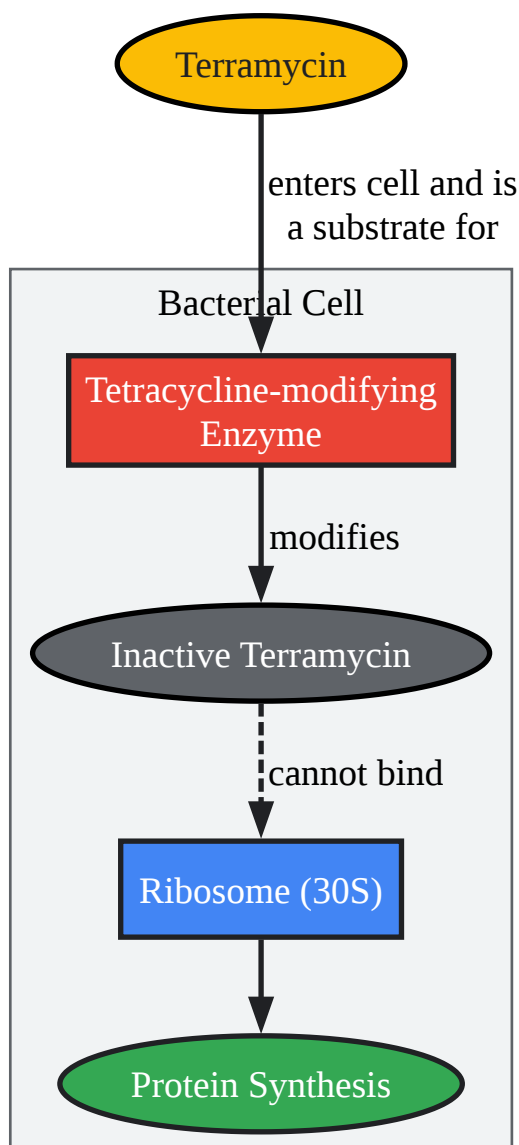 Terramycin
enters cell and is
a substrate for
Bacterial Cell
Tetracycline-modifying
Enzyme
modifies
Inactive Terramycin
cannot bind
Ribosome (30S)
Protein Synthesis